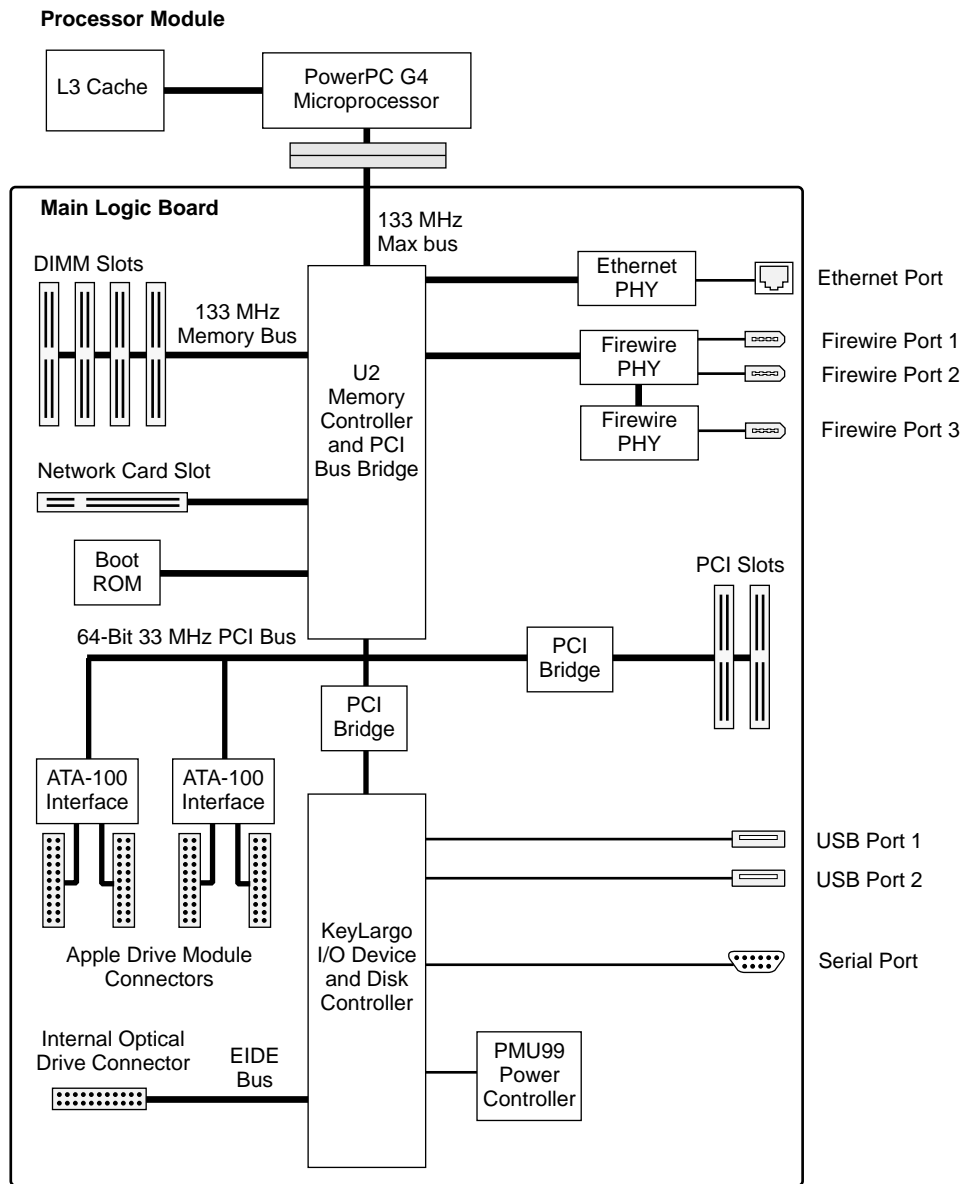 Processor Module
L3 Cache
PowerPC G4
Microprocessor
Main Logic Board
133 MHz
Max bus
DIMM Slots
133 MHz
Memory Bus
U2
Memory
Controller
and PCI
Bus Bridge
Ethernet
PHY
Ethernet Port
Firewire
PHY
Firewire Port 1
Firewire Port 2
Firewire
PHY
Firewire Port 3
Network Card Slot
Boot
ROM
PCI Slots
64-Bit 33 MHz PCI Bus
PCI
Bridge
PCI
Bridge
ATA-100
Interface
ATA-100
Interface
Apple Drive Module
Connectors
KeyLargo
I/O Device
and Disk
Controller
USB Port 1
USB Port 2
Serial Port
Internal Optical
Drive Connector
EIDE
Bus
PMU99
Power
Controller